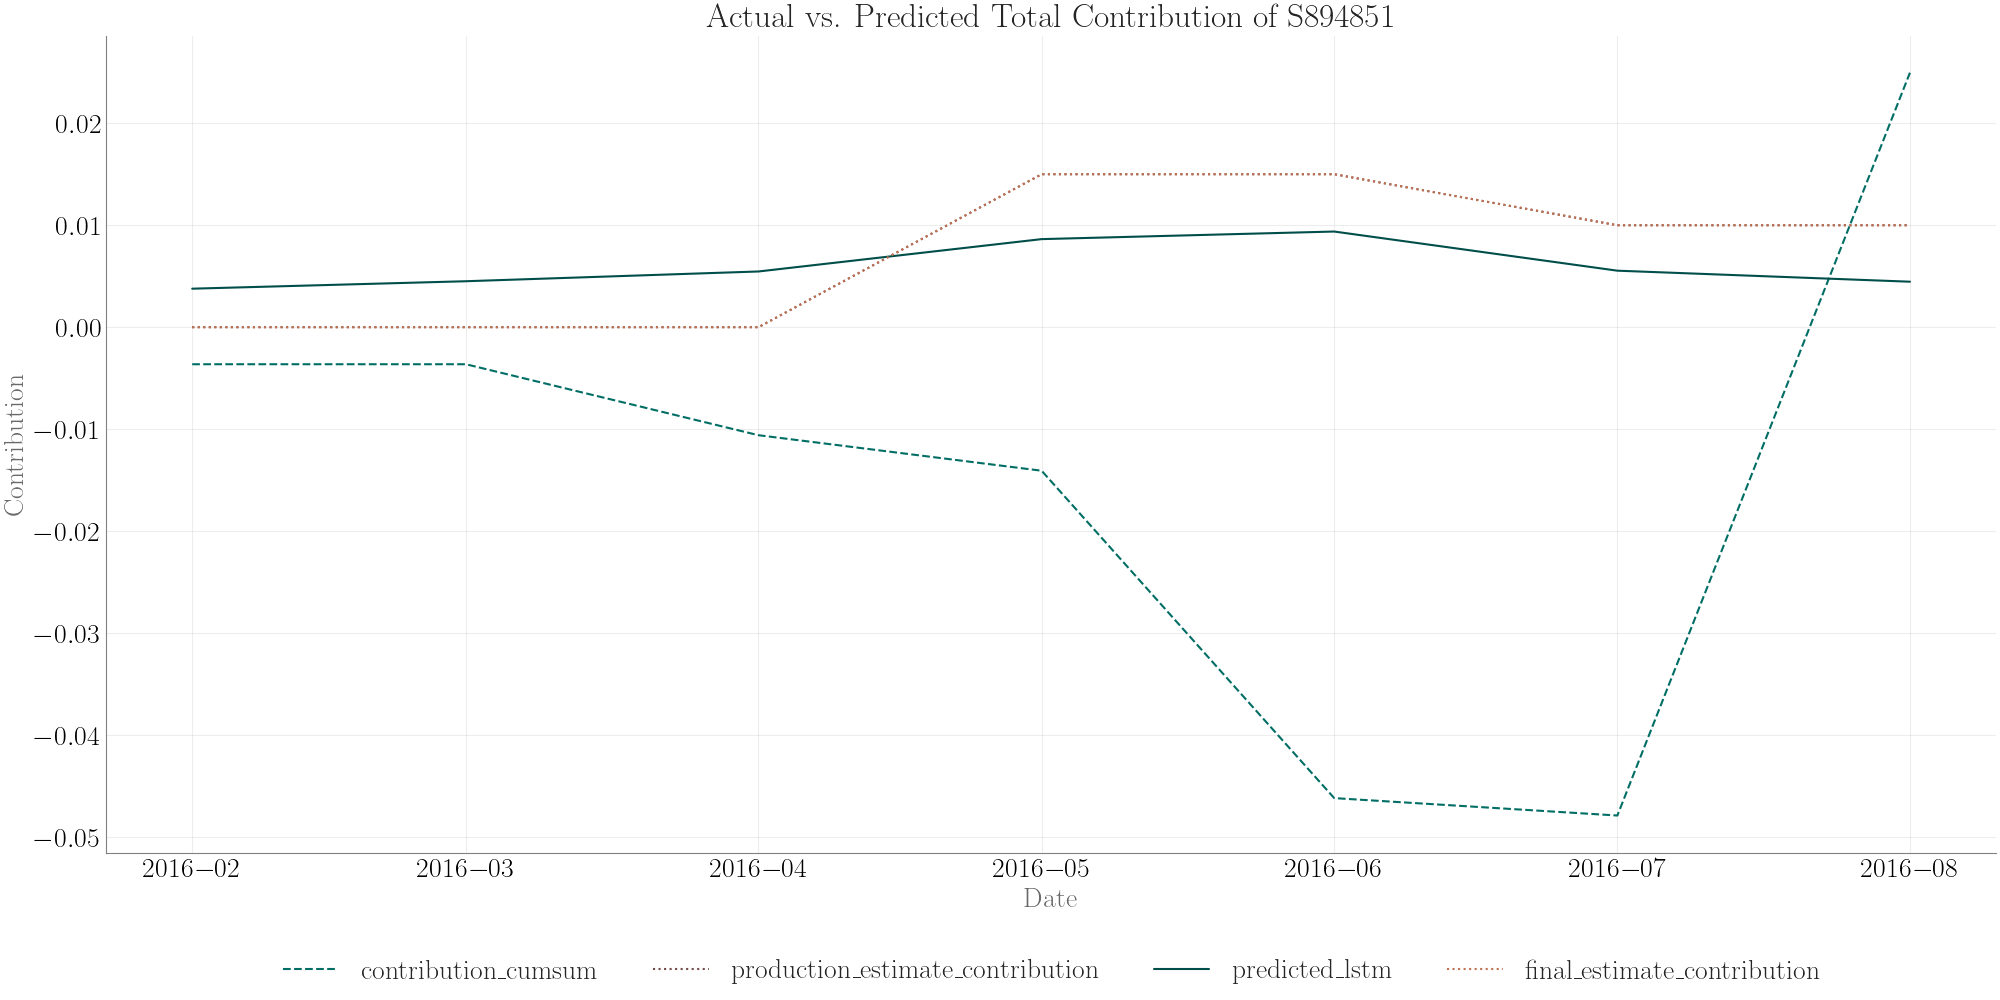 Actual vs. Predicted Total Contribution of S894851
Contribution
0.02
0.01
0.00
−0.01
−0.02
−0.03
−0.04
−0.05
2016−02 2016−03 2016−04 2016−05 2016−06 2016−07 2016−08
Date
contribution_cumsum production_estimate_contribution predicted_lstm final_estimate_contribution